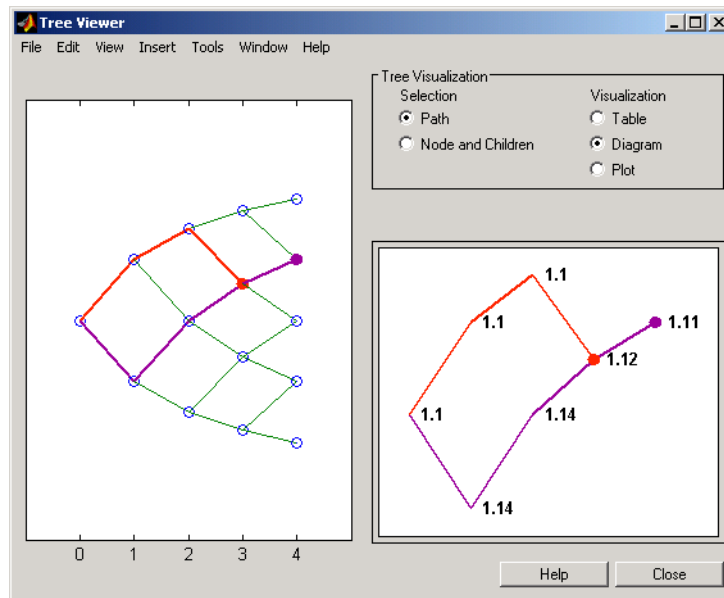 Tree Viewer
File Edit View Insert Tools Window Help
Tree Visualization
Selection Visualization
Path Table
Node and Children Diagram
Plot
1.1
1.1 1.11
1.12
1.1 1.14
1.14
0 1 2 3 4
Help Close